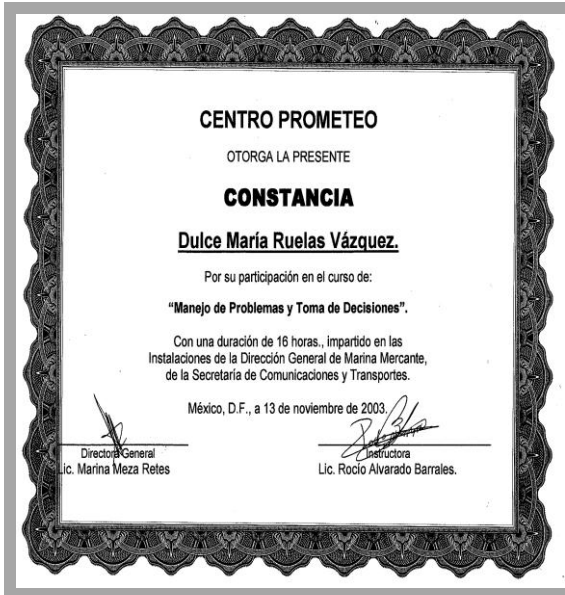 CENTRO PROMETEO
OTORGA LA PRESENTE
CONSTANCIA
Dulce María Ruelas Vázquez.
Por su participación en el curso de:
“Manejo de Problemas y Toma de Decisiones”.
Con una duración de 16 horas., impartido en las
Instalaciones de la Dirección General de Marina Mercante,
de la Secretaría de Comunicaciones y Transportes.
México, D.F., a 13 de noviembre de 2003.
Directora General
Lic. Marina Meza Retes
Instructora
Lic. Rocío Alvarado Barrales.